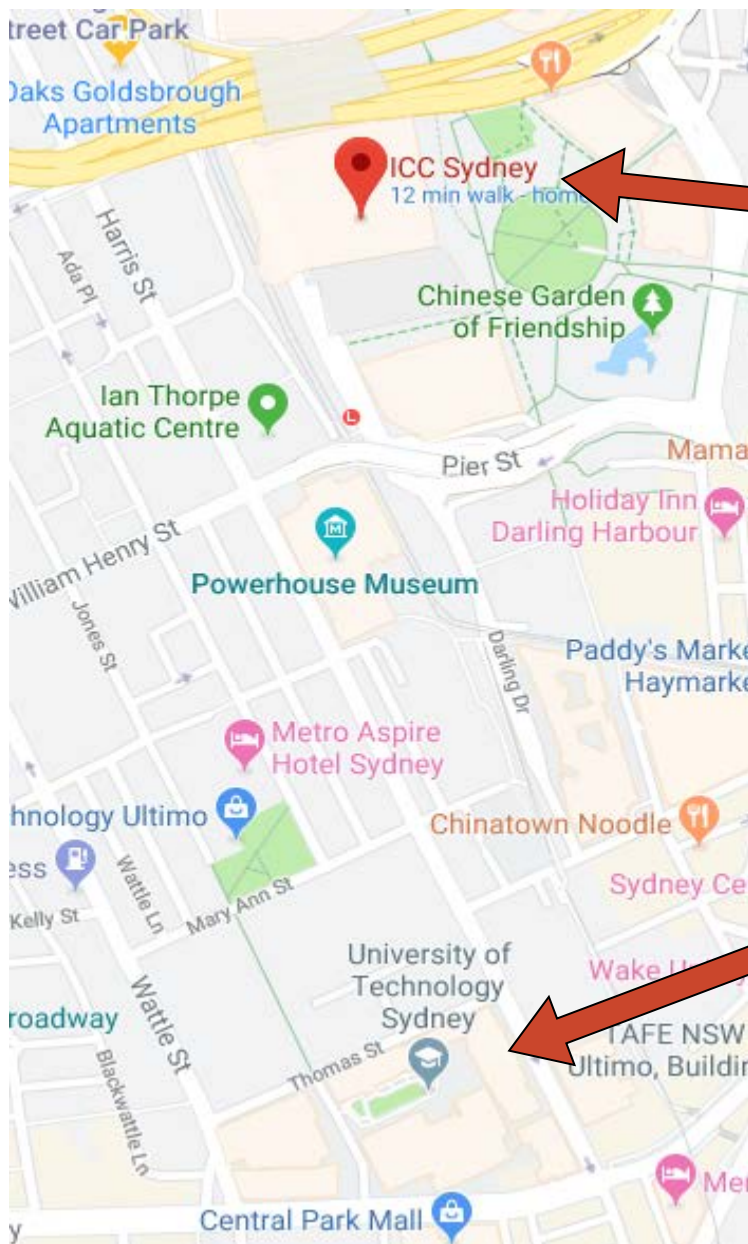 treet Car Park
Oaks Goldsbrough
Apartments
ICC Sydney
12 min walk - home
Harris St
Ada Pl
Chinese Garden
of Friendship
Ian Thorpe
Aquatic Centre
L
Pier St
Mama
Holiday Inn
Darling Harbour
William Henry St
M
Powerhouse Museum
Jones St
Darling Dr
Paddy's Marke
Haymarke
Metro Aspire
Hotel Sydney
hnology Ultimo
Chinatown Noodle
ess
Wattle Ln
Sydney Ce
Kelly St
Mary Ann St
University of
Technology
Sydney
Wake
roadway
Wattle St
TAFE NSW
Ultimo, Buildin
Thomas St
Blackwattle Ln
Mer
Central Park Mall
y